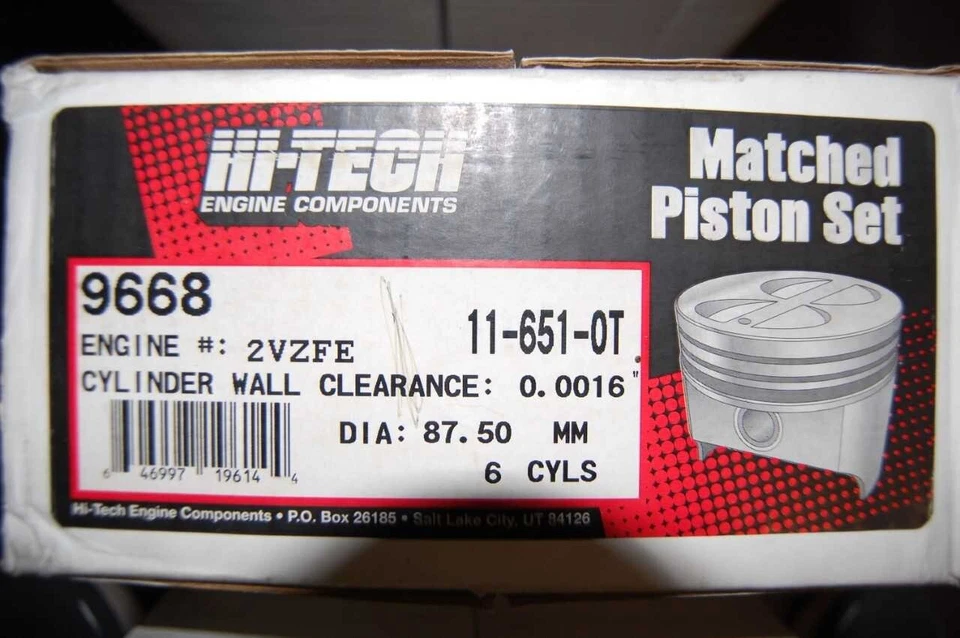 HI-TECH
ENGINE COMPONENTS
Matched
Piston Set
9668
11-651-0T
ENGINE #: 2VZFE
CYLINDER WALL CLEARANCE: 0.0016"
DIA: 87.50 MM
6 CYLS
6 46997 19614 4
Hi-Tech Engine Components • P.O. Box 26185 • Salt Lake City, UT 84126